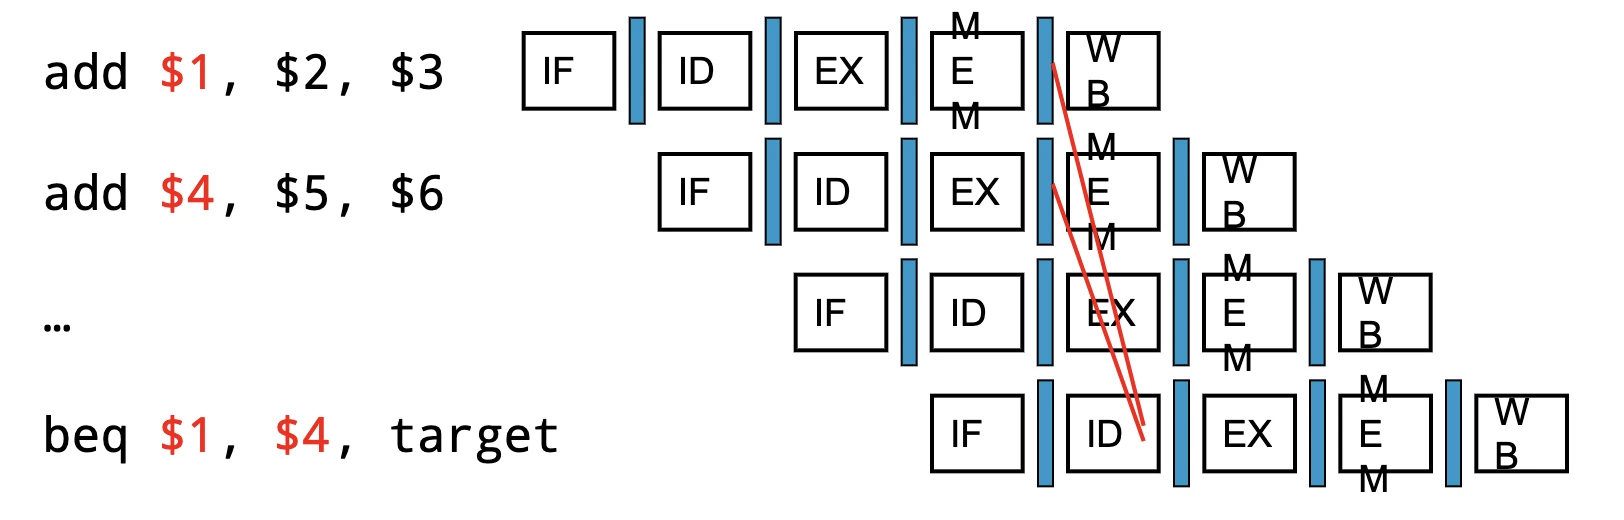 add $1, $2, $3 IF ID EX MEM WB
add $4, $5, $6 IF ID EX MEM WB
… IF ID EX MEM WB
beq $1, $4, target IF ID EX MEM WB